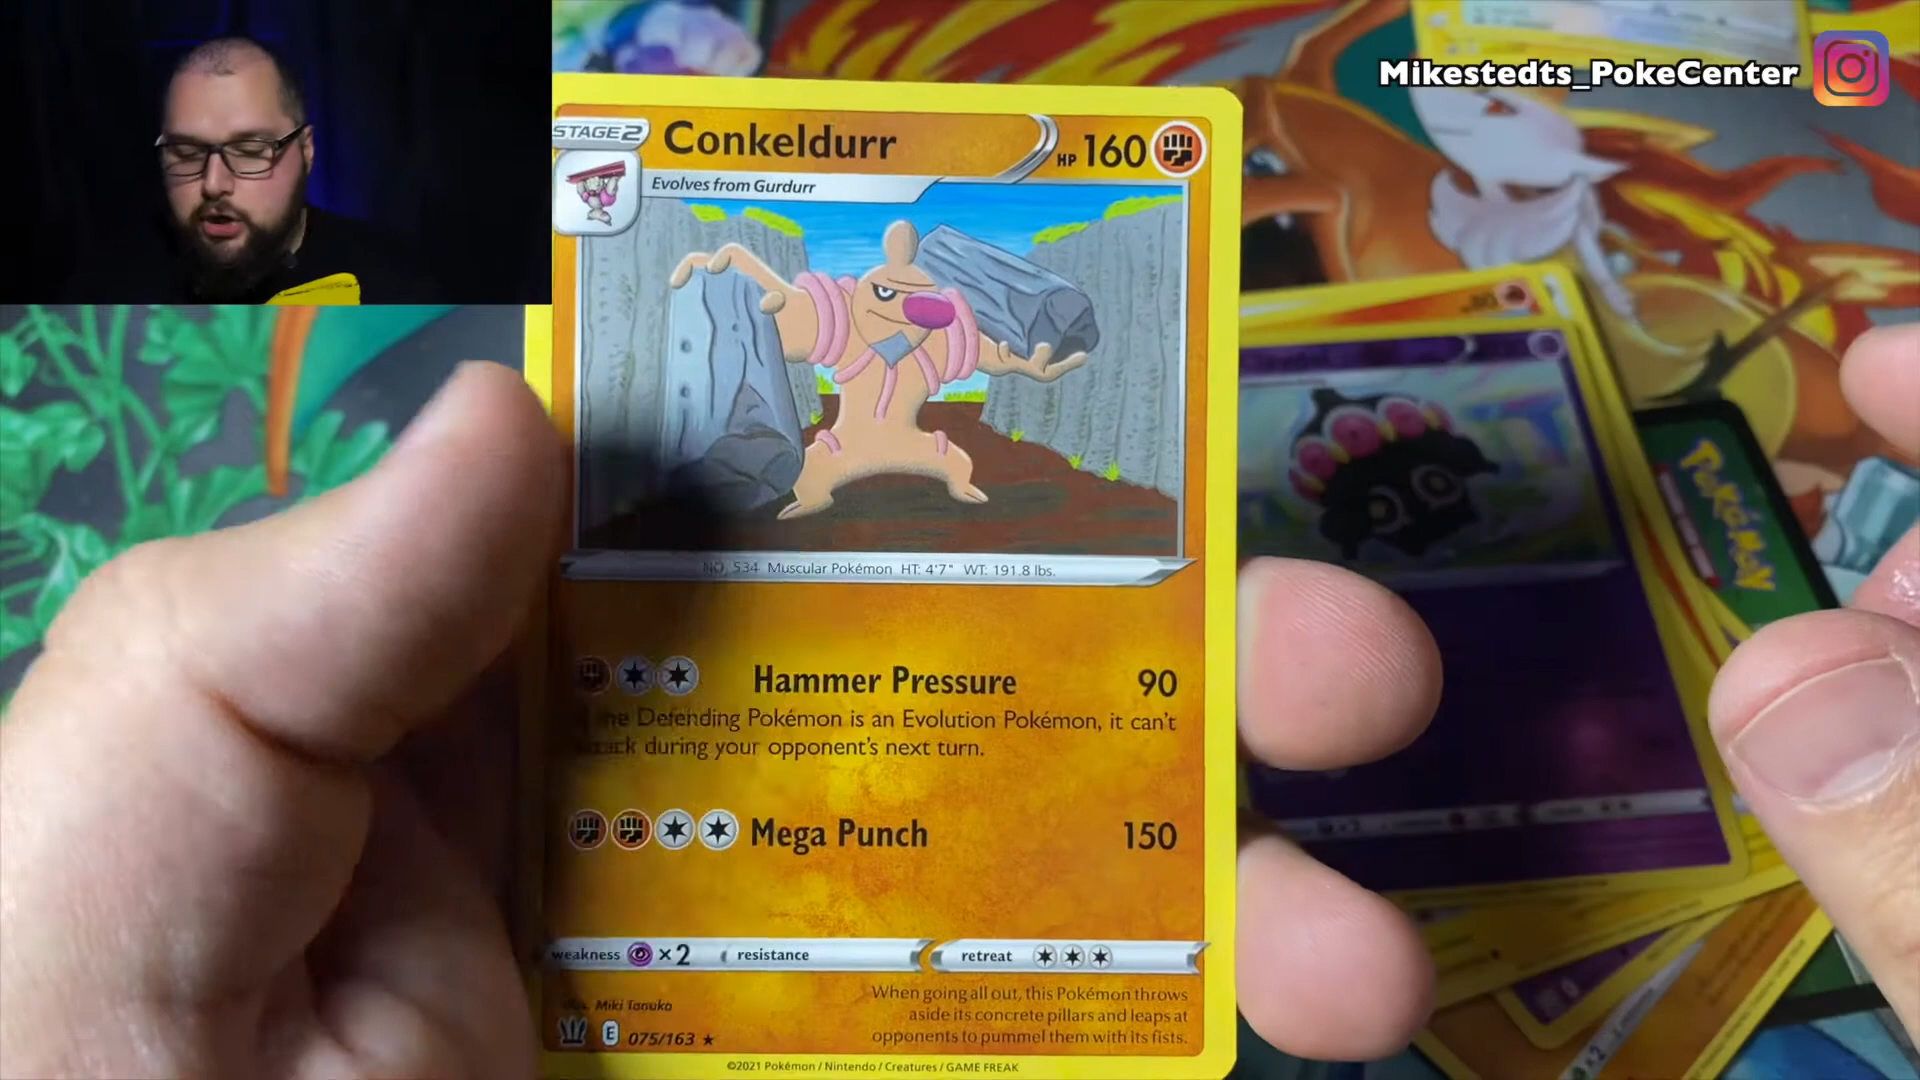 Mikestedts_PokeCenter
STAGE2
Conkeldurr
HP 160
Evolves from Gurdurr
NO. 534 Muscular Pokémon HT: 4'7" WT: 191.8 lbs.
Hammer Pressure 90
Defending Pokémon is an Evolution Pokémon, it can't
during your opponent's next turn.
Mega Punch 150
weakness ×2 resistance retreat
When going all out, this Pokémon throws
aside its concrete pillars and leaps at
opponents to pummel them with its fists.
Illus. Miki Tanaka
E 075/163 ★
©2021 Pokémon / Nintendo / Creatures / GAME FREAK
Pokémon